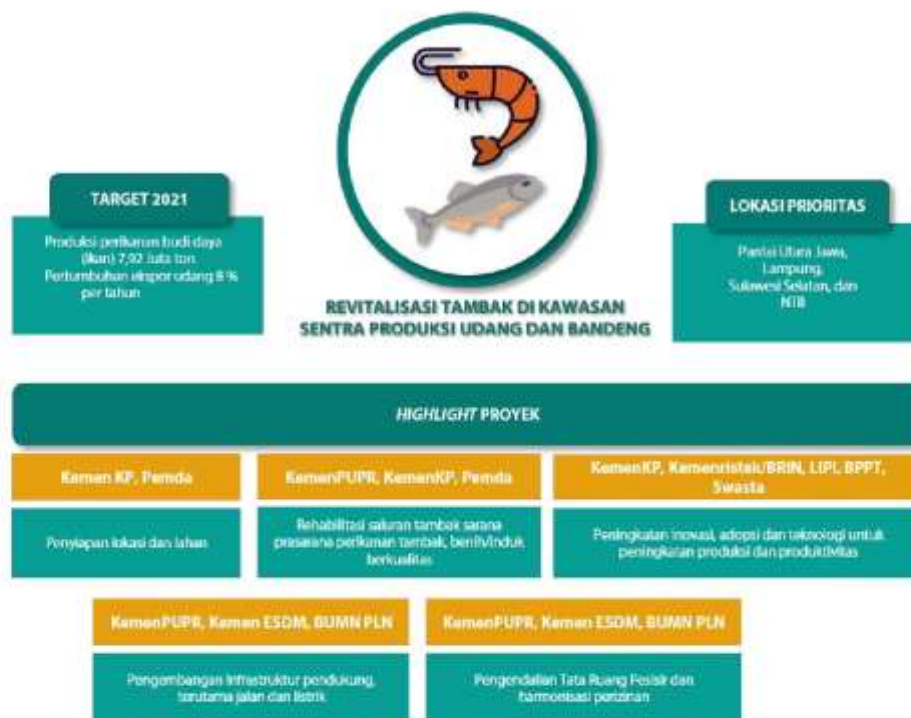 TARGET 2021
Produksi perikanan budi daya
(ikan) 7,92 Juta ton
Pertumbuhan ekspor udang 8 %
per tahun
REVITALISASI TAMBAK DI KAWASAN
SENTRA PRODUKSI UDANG DAN BANDENG
LOKASI PRIORITAS
Pantai Utara Jawa,
Lampung,
Sulawesi Selatan, dan
NTB
HIGHLIGHT PROYEK
Kemen KP, Pemda
Penyiapan lokasi dan lahan
KemenPUPR, KemenKP, Pemda
Rehabilitasi saluran tambak sarana
prasarana perikanan tambak, benih/induk
berkualitas
KemenKP, Kemenristek/BRIN, LIPI, BPPT,
Swasta
Peningkatan inovasi, adopsi dan teknologi untuk
peningkatan produksi dan produktivitas
KemenPUPR, Kemen ESDM, BUMN PLN
Pengembangan infrastruktur pendukung,
terutama jalan dan listrik
KemenPUPR, Kemen ESDM, BUMN PLN
Pengendalian Tata Ruang Pesisir dan
harmonisasi perizinan